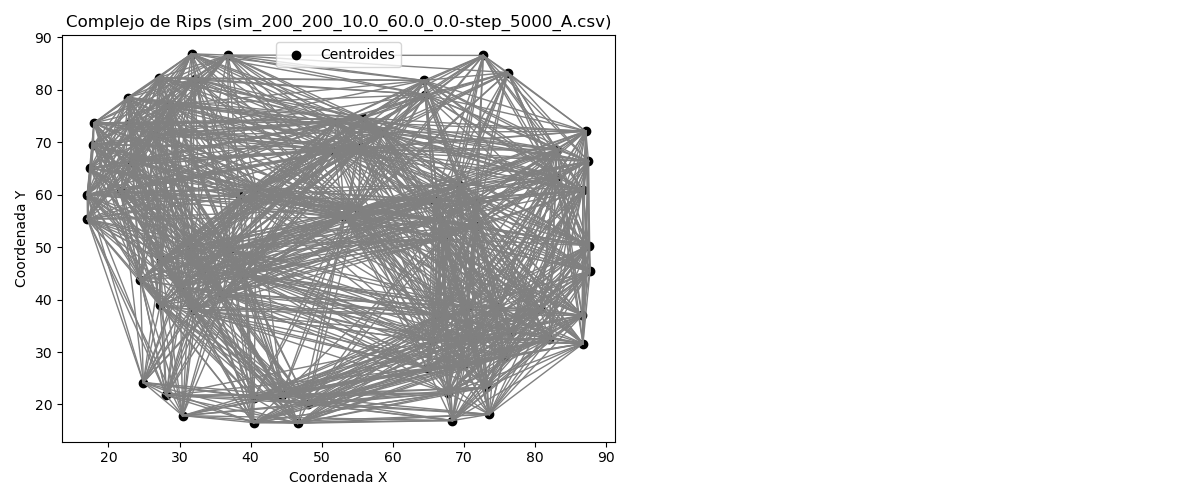 Complejo de Rips (sim_200_200_10.0_60.0_0.0-step_5000_A.csv)
Centroides
90
80
70
60
50
40
30
20
Coordenada Y
20 30 40 50 60 70 80 90
Coordenada X